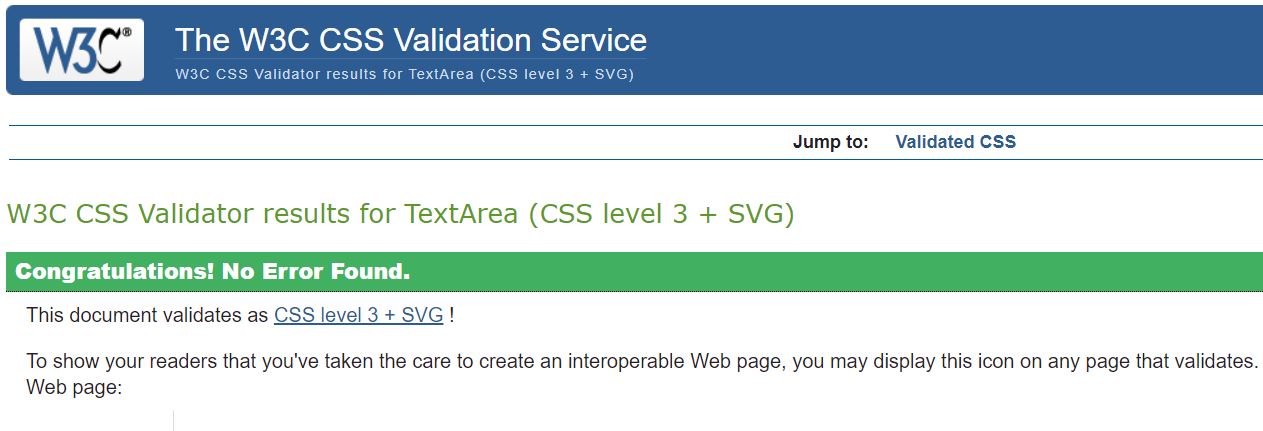 W3C®
The W3C CSS Validation Service
W3C CSS Validator results for TextArea (CSS level 3 + SVG)
Jump to: Validated CSS
W3C CSS Validator results for TextArea (CSS level 3 + SVG)
Congratulations! No Error Found.
This document validates as CSS level 3 + SVG !
To show your readers that you've taken the care to create an interoperable Web page, you may display this icon on any page that validates.
Web page: